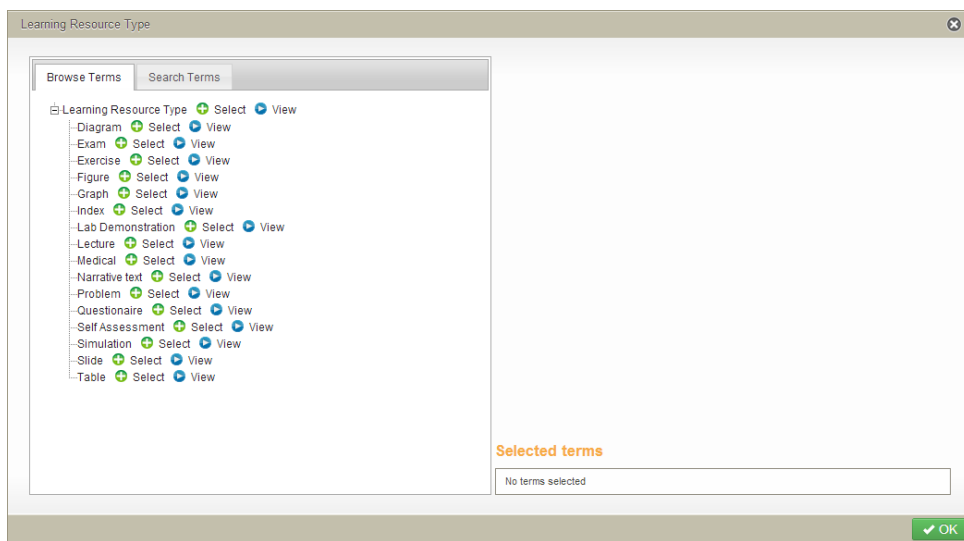 Learning Resource Type
Browse Terms Search Terms
Learning Resource Type Select View
Diagram Select View
Exam Select View
Exercise Select View
Figure Select View
Graph Select View
Index Select View
Lab Demonstration Select View
Lecture Select View
Medical Select View
Narrative text Select View
Problem Select View
Questionaire Select View
Self Assessment Select View
Simulation Select View
Slide Select View
Table Select View
Selected terms
No terms selected
OK